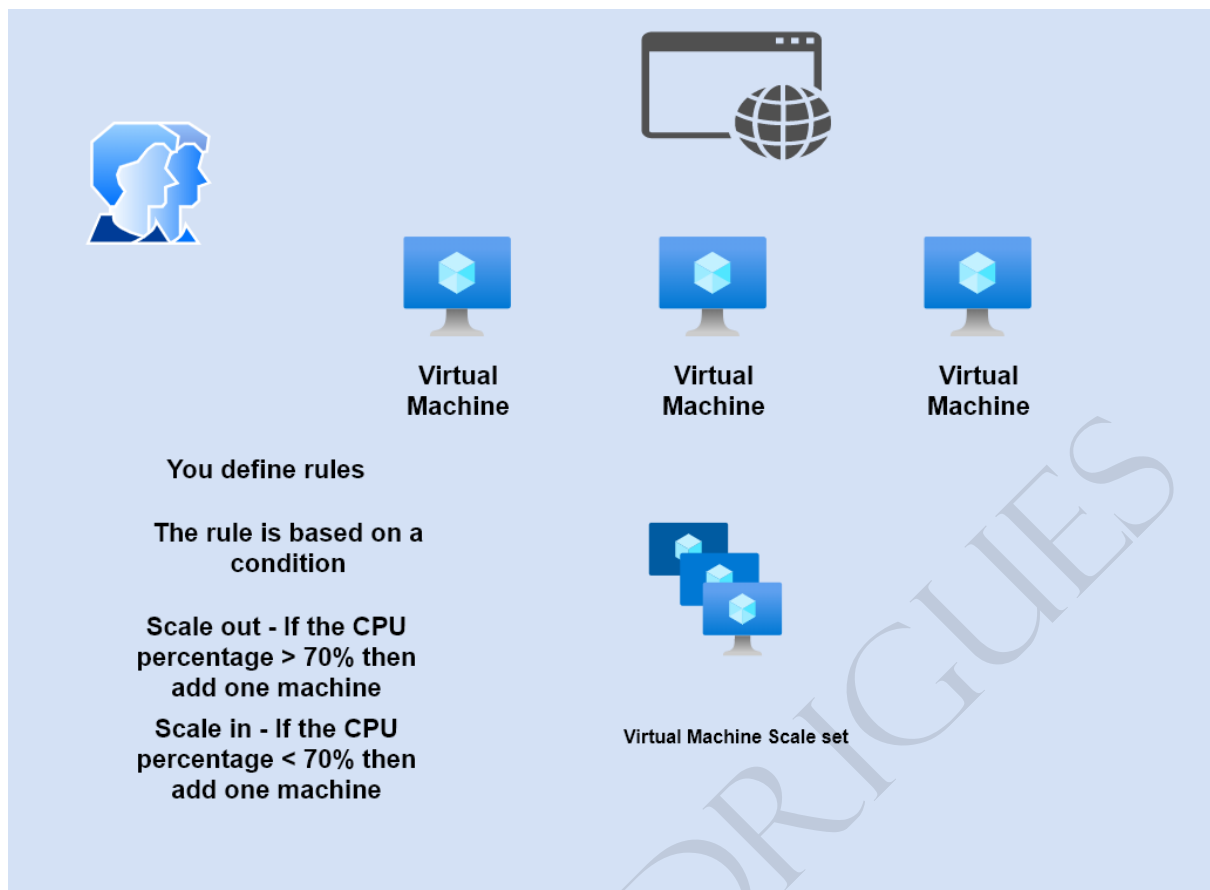 Virtual
Machine
Virtual
Machine
Virtual
Machine
You define rules
The rule is based on a
condition
Scale out - If the CPU
percentage > 70% then
add one machine
Scale in - If the CPU
percentage < 70% then
add one machine
Virtual Machine Scale set